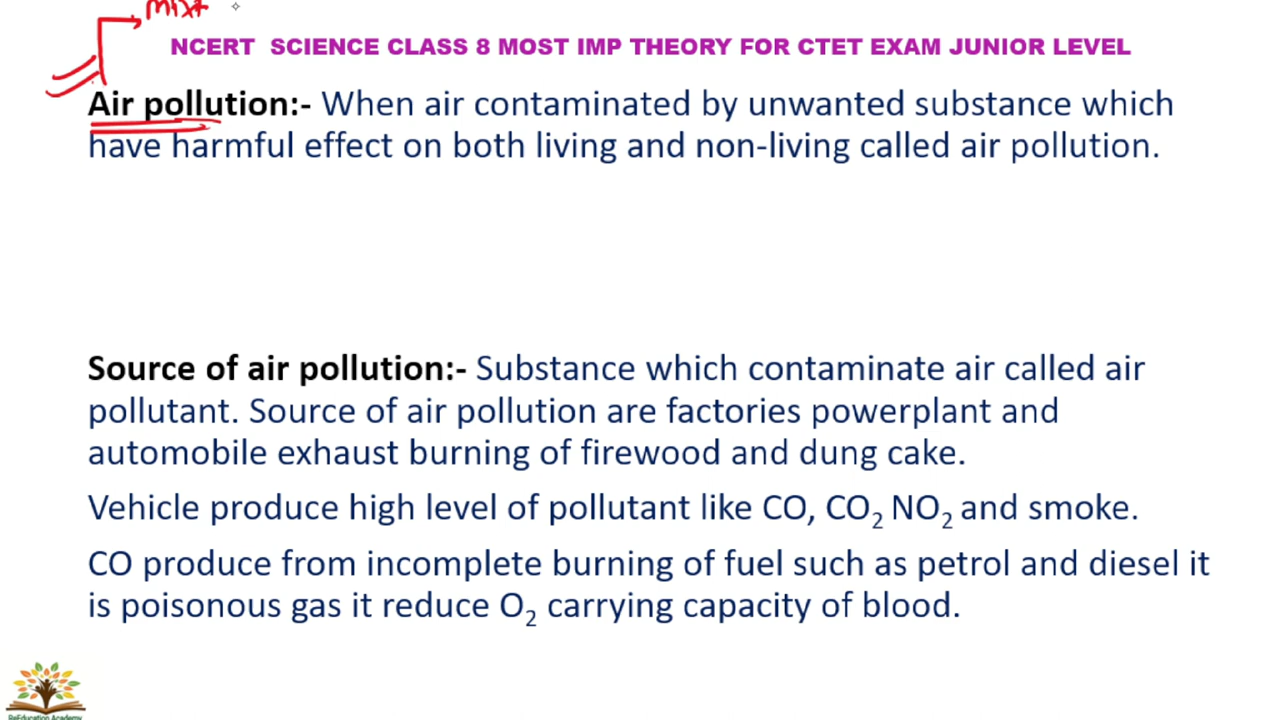 mixt
NCERT SCIENCE CLASS 8 MOST IMP THEORY FOR CTET EXAM JUNIOR LEVEL
Air pollution:- When air contaminated by unwanted substance which
have harmful effect on both living and non-living called air pollution.
Source of air pollution:- Substance which contaminate air called air
pollutant. Source of air pollution are factories powerplant and
automobile exhaust burning of firewood and dung cake.
Vehicle produce high level of pollutant like CO, CO₂ NO₂ and smoke.
CO produce from incomplete burning of fuel such as petrol and diesel it
is poisonous gas it reduce O₂ carrying capacity of blood.